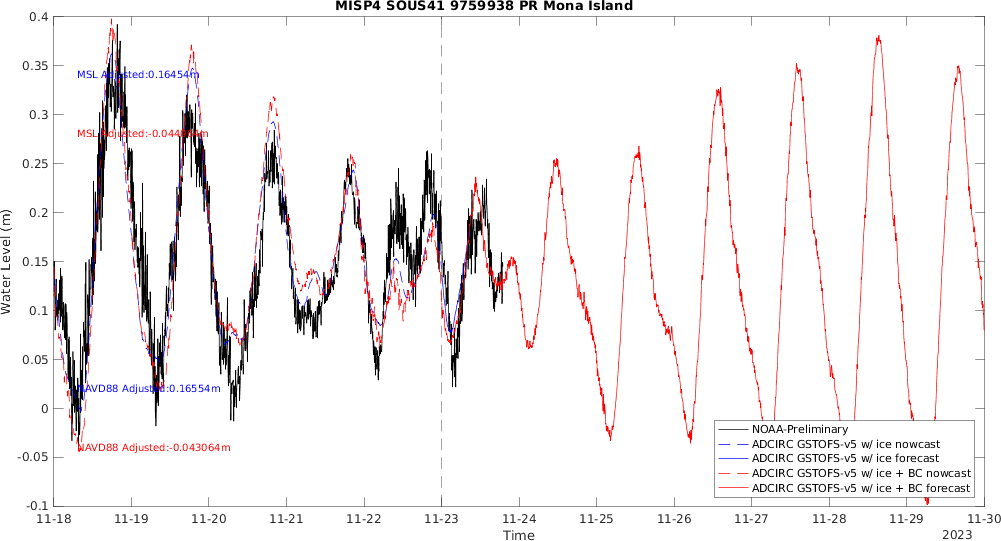 MISP4 SOUS41 9759938 PR Mona Island
0.4
0.35
0.3
0.25
0.2
0.15
0.1
0.05
0
-0.05
-0.1
Water Level (m)
MSL Adjusted:0.16454m
MSL Adjusted:
NAVD88 Adjusted:0.16554m
NAVD88 Adjusted:-0.043064m
NOAA-Preliminary
ADCIRC GSTOFS-v5 w/ ice nowcast
ADCIRC GSTOFS-v5 w/ ice forecast
ADCIRC GSTOFS-v5 w/ ice + BC nowcast
ADCIRC GSTOFS-v5 w/ ice + BC forecast
11-18 11-19 11-20 11-21 11-22 11-23 11-24 11-25 11-26 11-27 11-28 11-29 11-30
Time
2023